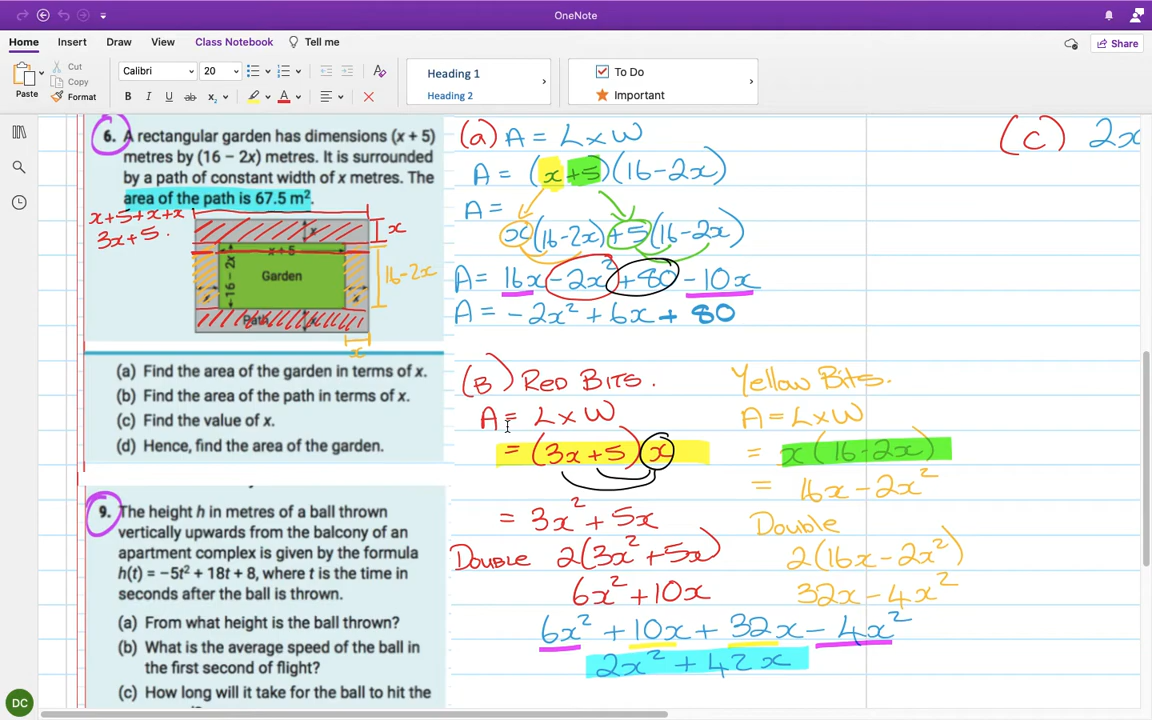 OneNote
Home Insert Draw View Class Notebook Tell me
Share
Paste
Cut
Copy
Format
Calibri 20
B I U ab x₂ A
Heading 1
Heading 2
To Do
Important
6. A rectangular garden has dimensions (x + 5)
metres by (16 − 2x) metres. It is surrounded
by a path of constant width of x metres. The
area of the path is 67.5 m².
x+5+x+x
3x+5.
x
x
x + 5
16 − 2x
Garden
16-2x
x
x
Path
x
x
(a) Find the area of the garden in terms of x.
(b) Find the area of the path in terms of x.
(c) Find the value of x.
(d) Hence, find the area of the garden.
9. The height h in metres of a ball thrown
vertically upwards from the balcony of an
apartment complex is given by the formula
h(t) = −5t² + 18t + 8, where t is the time in
seconds after the ball is thrown.
(a) From what height is the ball thrown?
(b) What is the average speed of the ball in
the first second of flight?
(c) How long will it take for the ball to hit the
(a) A = L x W
A = (x+5)(16-2x)
A =
x(16-2x)+5(16-2x)
A = 16x-2x²+80-10x
A = -2x²+6x+80
(B) Red Bits.
A = L x W
= (3x+5)x
= 3x²+5x
Double 2(3x²+5x)
6x²+10x
Yellow Bits.
A = L x W
= x(16-2x)
= 16x-2x²
Double
2(16x-2x²)
32x-4x²
6x²+10x+32x-4x²
2x²+42x
(c) 2x
DC